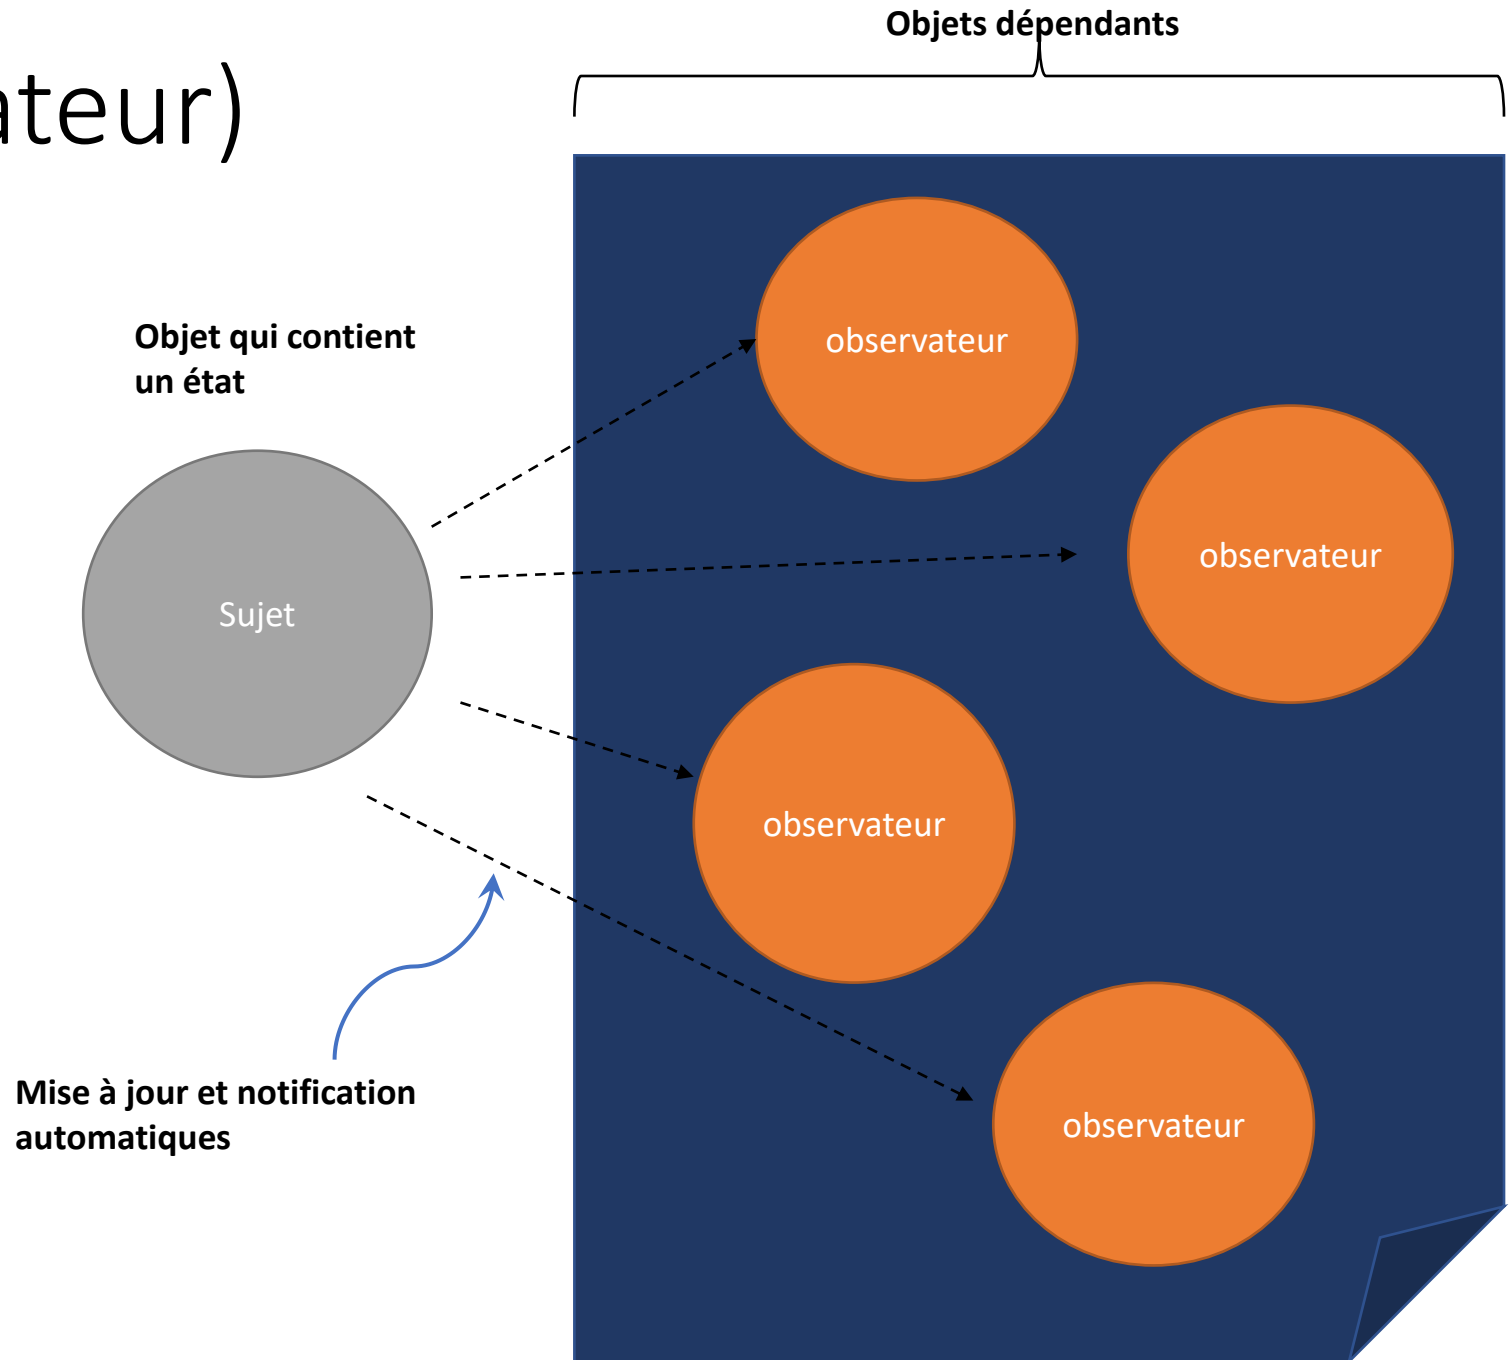 Objets dépendants
ateur)
Objet qui contient
un état
observateur
observateur
Sujet
observateur
Mise à jour et notification
automatiques
observateur